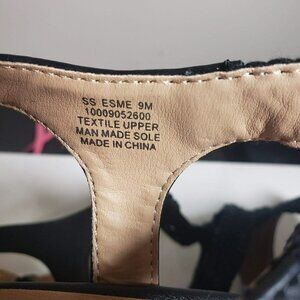 SS ESME 9M
10009052600
TEXTILE UPPER
MAN MADE SOLE
MADE IN CHINA